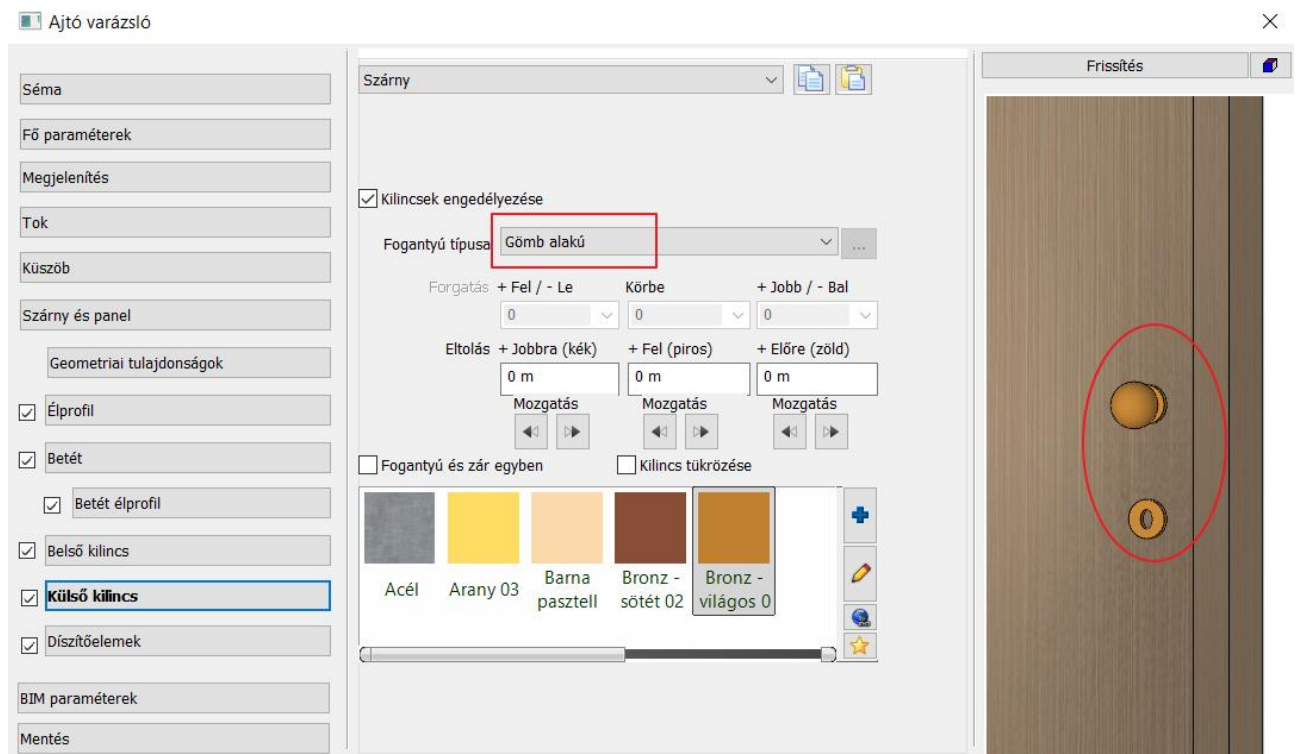 Ajtó varázsló
Séma
Fő paraméterek
Megjelenítés
Tok
Küszöb
Szárny és panel
Geometriai tulajdonságok
Élprofil
Betét
Betét élprofil
Belső kilincs
Külső kilincs
Díszítőelemek
BIM paraméterek
Mentés
Szárny
Kilincsek engedélyezése
Fogantyú típusa Gömb alakú ...
Forgatás + Fel / - Le Körbe + Jobb / - Bal
0 0 0
Eltolás + Jobbra (kék) + Fel (piros) + Előre (zöld)
0 m 0 m 0 m
Mozgatás Mozgatás Mozgatás
Fogantyú és zár egyben Kilincs tükrözése
Acél
Arany 03
Barna
pasztell
Bronz -
sötét 02
Bronz -
világos 0
Frissítés